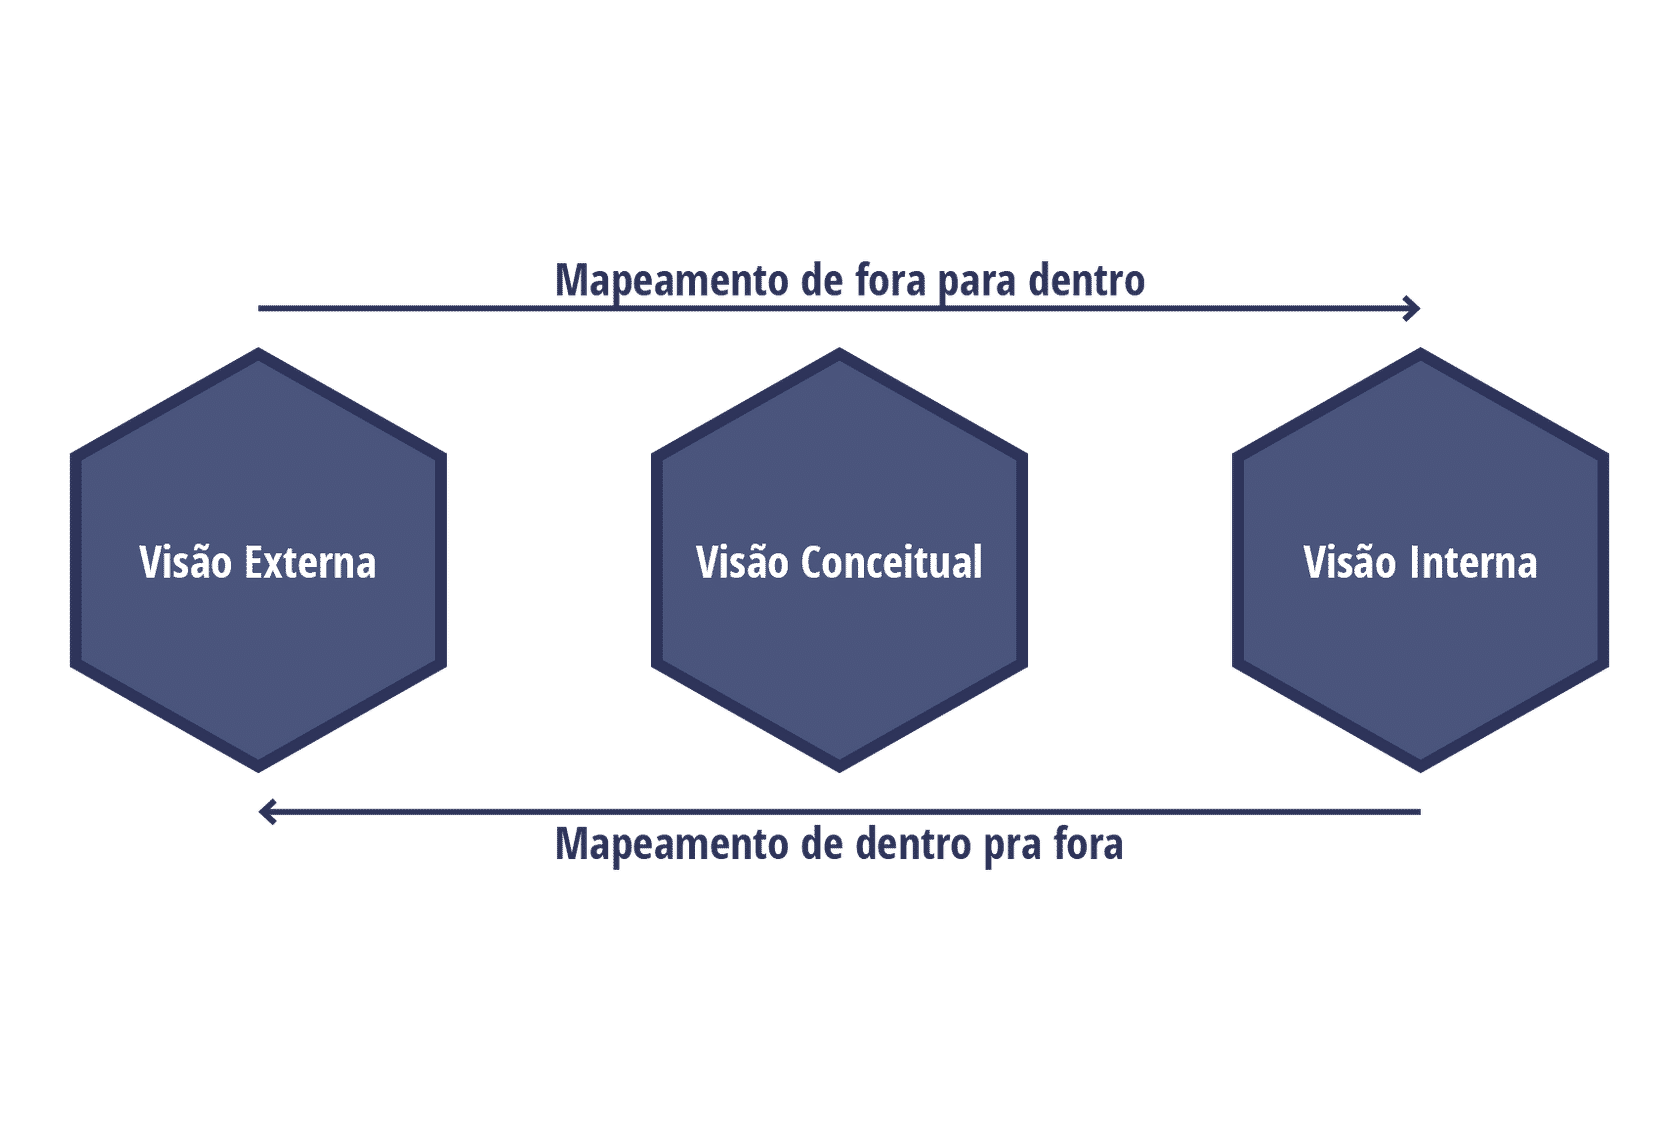 Mapeamento de fora para dentro
Visão Externa
Visão Conceitual
Visão Interna
Mapeamento de dentro pra fora